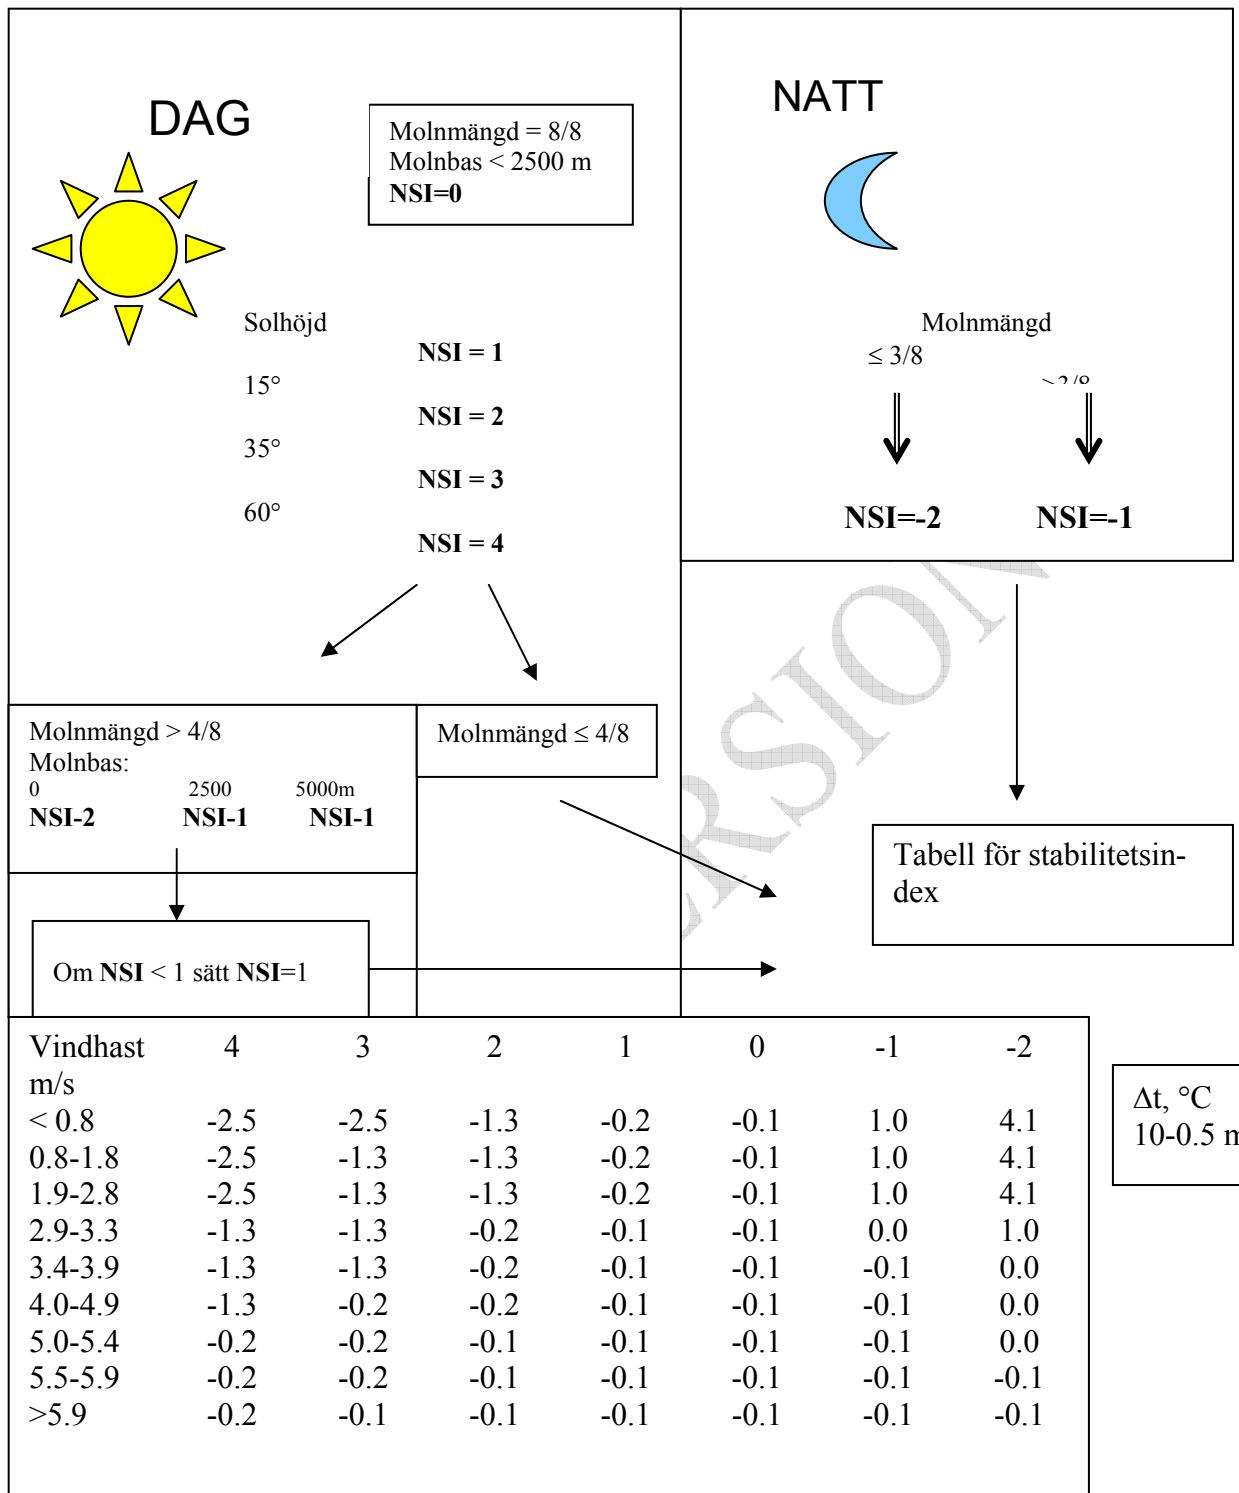 DAG
Molnmängd = 8/8
Molnbas < 2500 m
NSI=0
Solhöjd
NSI = 1
15°
NSI = 2
35°
NSI = 3
60°
NSI = 4
NATT
Molnmängd
≤ 3/8
>3/8
NSI=-2 NSI=-1
Molnmängd > 4/8
Molnbas:
0 2500 5000m
NSI-2 NSI-1 NSI-1
Molnmängd ≤ 4/8
Om NSI < 1 sätt NSI=1
Tabell för stabilitetsin-
dex
ERSION
Vindhast 4 3 2 1 0 -1 -2
m/s
< 0.8 -2.5 -2.5 -1.3 -0.2 -0.1 1.0 4.1
0.8-1.8 -2.5 -1.3 -1.3 -0.2 -0.1 1.0 4.1
1.9-2.8 -2.5 -1.3 -1.3 -0.2 -0.1 1.0 4.1
2.9-3.3 -1.3 -1.3 -0.2 -0.1 -0.1 0.0 1.0
3.4-3.9 -1.3 -1.3 -0.2 -0.1 -0.1 -0.1 0.0
4.0-4.9 -1.3 -0.2 -0.2 -0.1 -0.1 -0.1 0.0
5.0-5.4 -0.2 -0.2 -0.1 -0.1 -0.1 -0.1 0.0
5.5-5.9 -0.2 -0.2 -0.1 -0.1 -0.1 -0.1 -0.1
>5.9 -0.2 -0.1 -0.1 -0.1 -0.1 -0.1 -0.1
Δt, °C
10-0.5 m